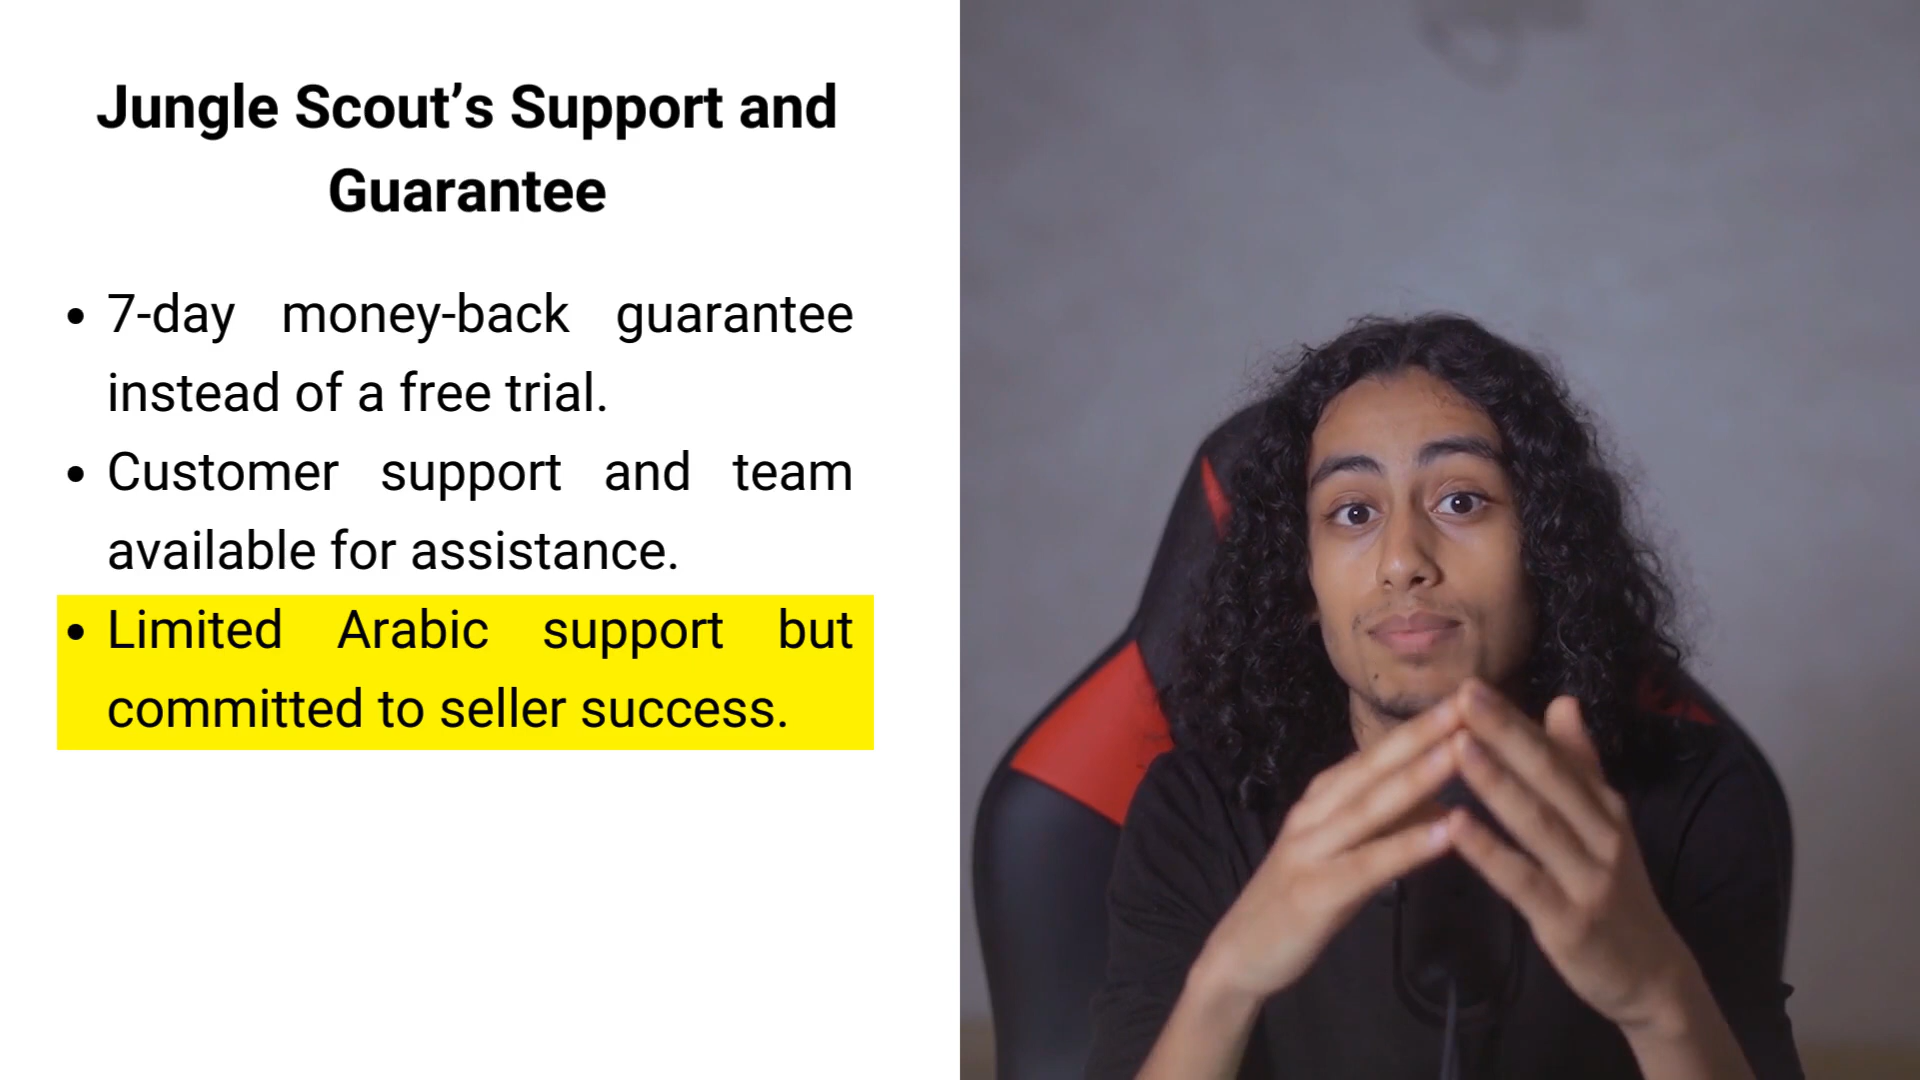 Jungle Scout’s Support and
Guarantee
• 7-day money-back guarantee
instead of a free trial.
• Customer support and team
available for assistance.
• Limited Arabic support but
committed to seller success.